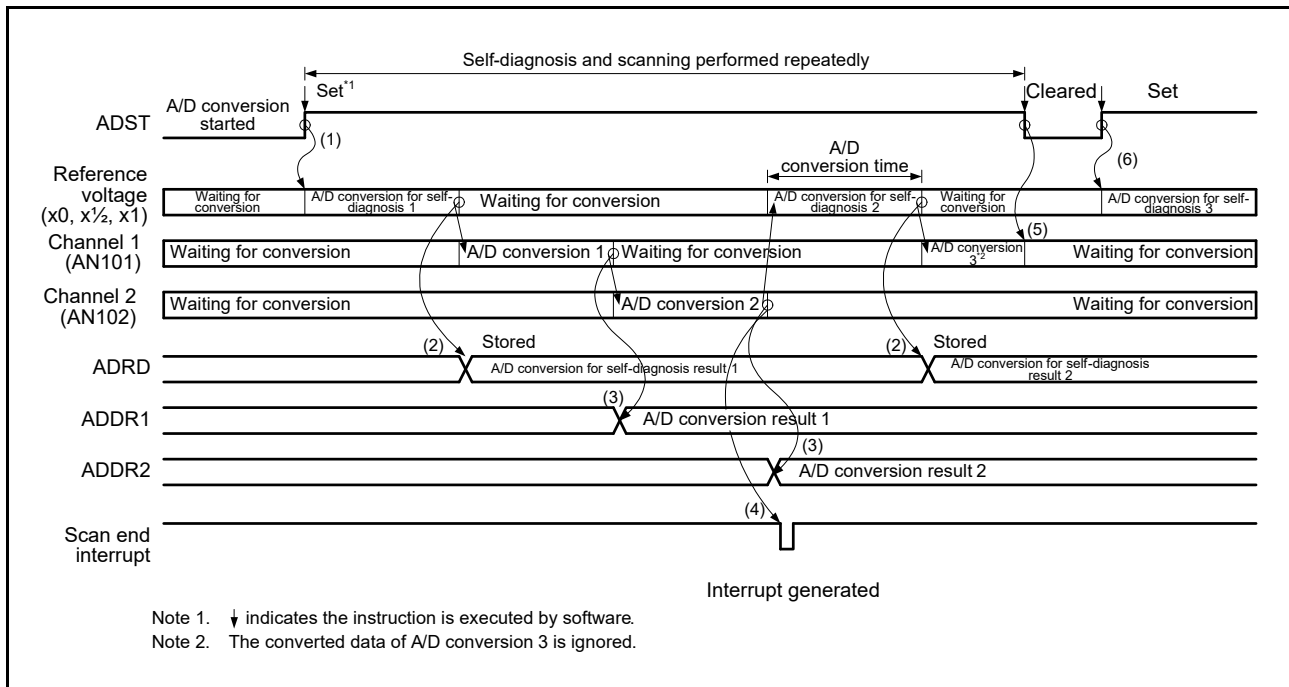 Self-diagnosis and scanning performed repeatedly
A/D conversion
started
Set*1
Cleared
Set
ADST
(1)
(6)
A/D
conversion time
Reference
voltage
(x0, x½, x1)
Waiting for
conversion
A/D conversion for self-
diagnosis 1
Waiting for conversion
A/D conversion for self-
diagnosis 2
Waiting for
conversion
A/D conversion for self-
diagnosis 3
(5)
Channel 1
(AN101)
Waiting for conversion
A/D conversion 1
Waiting for conversion
A/D conversion
3*2
Waiting for conversion
Channel 2
(AN102)
Waiting for conversion
A/D conversion 2
Waiting for conversion
ADRD
(2)
Stored
A/D conversion for self-diagnosis result 1
(2)
Stored
A/D conversion for self-diagnosis
result 2
ADDR1
(3)
A/D conversion result 1
ADDR2
(3)
A/D conversion result 2
Scan end
interrupt
(4)
Interrupt generated
Note 1. ↓ indicates the instruction is executed by software.
Note 2. The converted data of A/D conversion 3 is ignored.